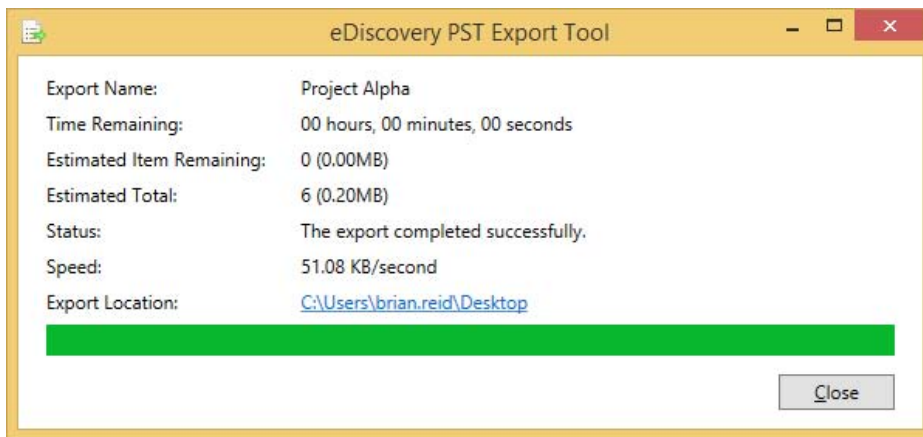 eDiscovery PST Export Tool
Export Name: Project Alpha
Time Remaining: 00 hours, 00 minutes, 00 seconds
Estimated Item Remaining: 0 (0.00MB)
Estimated Total: 6 (0.20MB)
Status: The export completed successfully.
Speed: 51.08 KB/second
Export Location: C:\Users\brian.reid\Desktop
Close